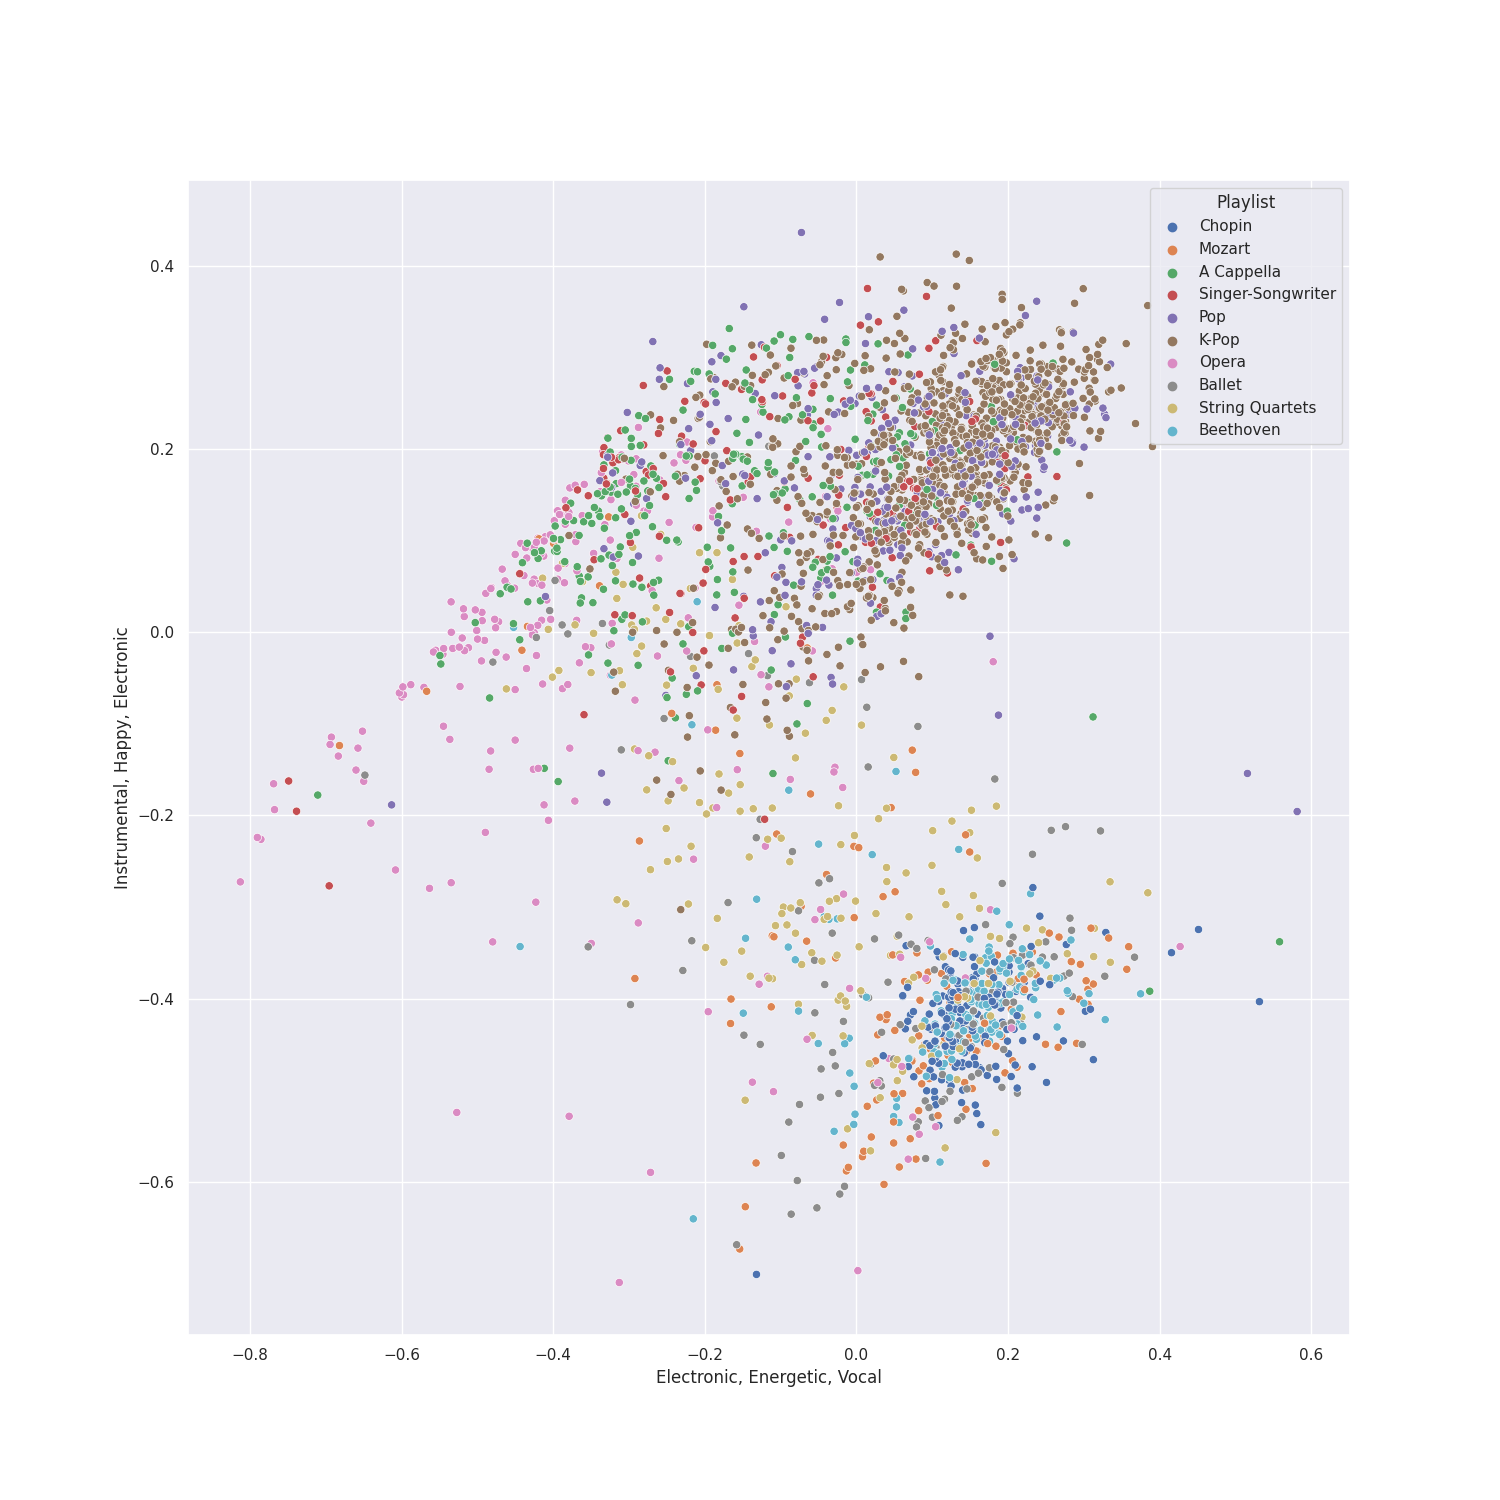 Playlist
Chopin
Mozart
A Cappella
Singer-Songwriter
Pop
K-Pop
Opera
Ballet
String Quartets
Beethoven
0.4
0.2
0.0
−0.2
−0.4
−0.6
Instrumental, Happy, Electronic
−0.8 −0.6 −0.4 −0.2 0.0 0.2 0.4 0.6
Electronic, Energetic, Vocal